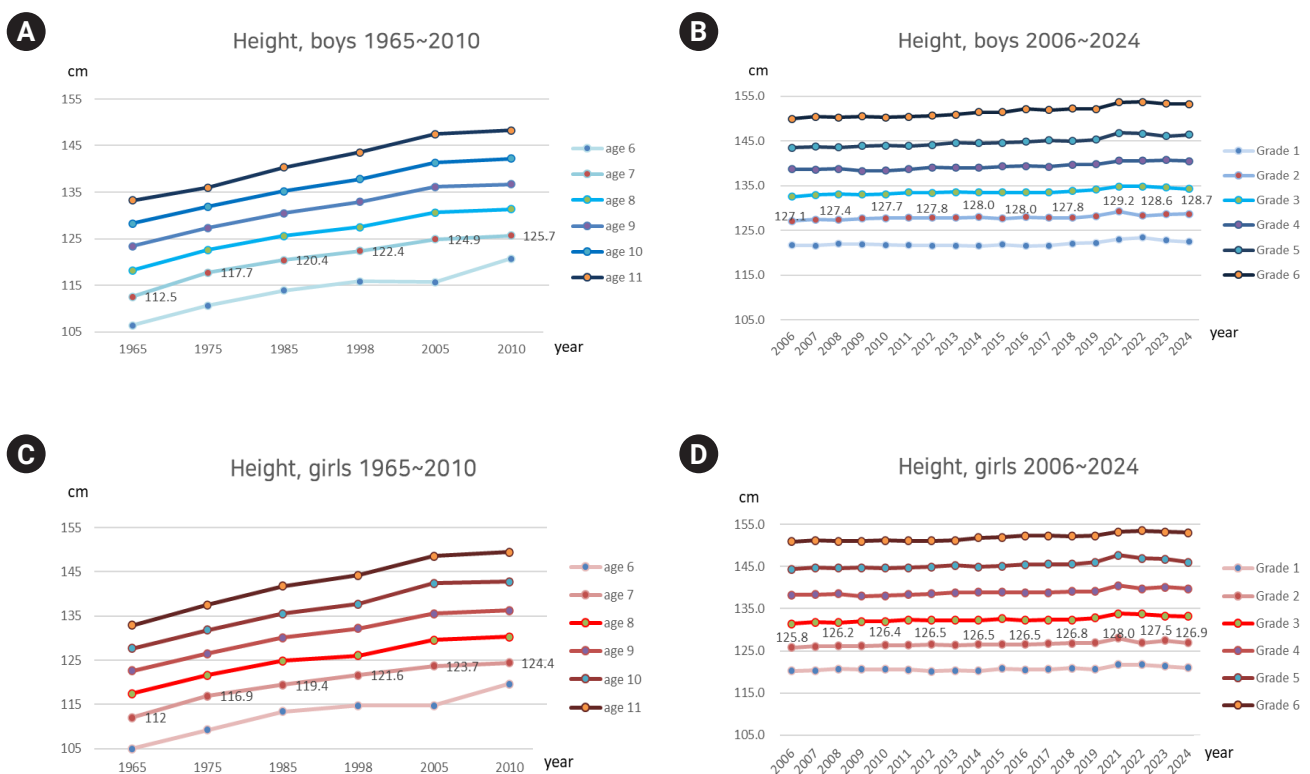 A
Height, boys 1965~2010
cm
155
145
135
125
115
105
112.5
117.7
120.4
122.4
124.9
125.7
1965
1975
1985
1998
2005
2010
year
age 6
age 7
age 8
age 9
age 10
age 11
B
Height, boys 2006~2024
cm
155.0
145.0
135.0
125.0
115.0
105.0
127.1
127.4
127.7
127.8
128.0
128.0
127.8
129.2
128.6
128.7
2006
2007
2008
2009
2010
2011
2012
2013
2014
2015
2016
2017
2018
2019
2021
2022
2023
2024
year
Grade 1
Grade 2
Grade 3
Grade 4
Grade 5
Grade 6
C
Height, girls 1965~2010
cm
155
145
135
125
115
105
112
116.9
119.4
121.6
123.7
124.4
1965
1975
1985
1998
2005
2010
year
age 6
age 7
age 8
age 9
age 10
age 11
D
Height, girls 2006~2024
cm
155.0
145.0
135.0
125.0
115.0
105.0
125.8
126.2
126.4
126.5
126.5
126.5
126.8
128.0
127.5
126.9
2006
2007
2008
2009
2010
2011
2012
2013
2014
2015
2016
2017
2018
2019
2021
2022
2023
2024
year
Grade 1
Grade 2
Grade 3
Grade 4
Grade 5
Grade 6